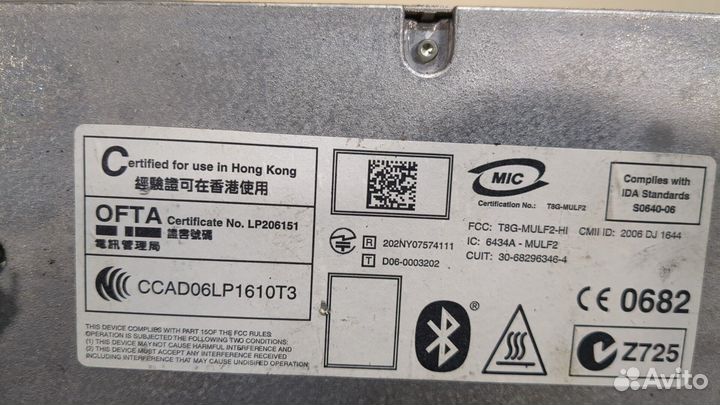 Certified for use in Hong Kong
經驗證可在香港使用
OFTA Certificate No. LP206151
電訊管理局 證書號碼
CCAD06LP1610T3
THIS DEVICE COMPLIES WITH PART 15OF THE FCC RULES
OPERATION IS SUBJECTED THE FOLLOWING TWO CONDITIONS:
(1) THIS DEVICE MAY NOT CAUSE HARMFUL INTERFERENCE AND
(2) THIS DEVICE MUST ACCEPT ANY INTERFERENCE RECEIVED
INCLUDING INTERFERENCE THAT MAY CAUSE UNDESIRED OPERATION
R 202NY07574111
T D06-0003202
MIC
Certification No.: T8G-MULF2
Complies with
IDA Standards
S0640-06
FCC: T8G-MULF2-HI CMII ID: 2006 DJ 1644
IC: 6434A - MULF2
CUIT: 30-68296346-4
®
CE 0682
Z725
Avito